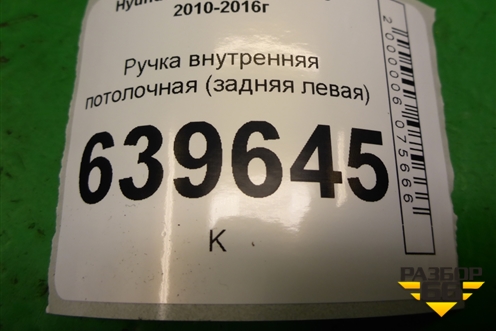 2010-2016г
Ручка внутренняя
потолочная (задняя левая)
639645
K
2000006075666
РАЗБОР